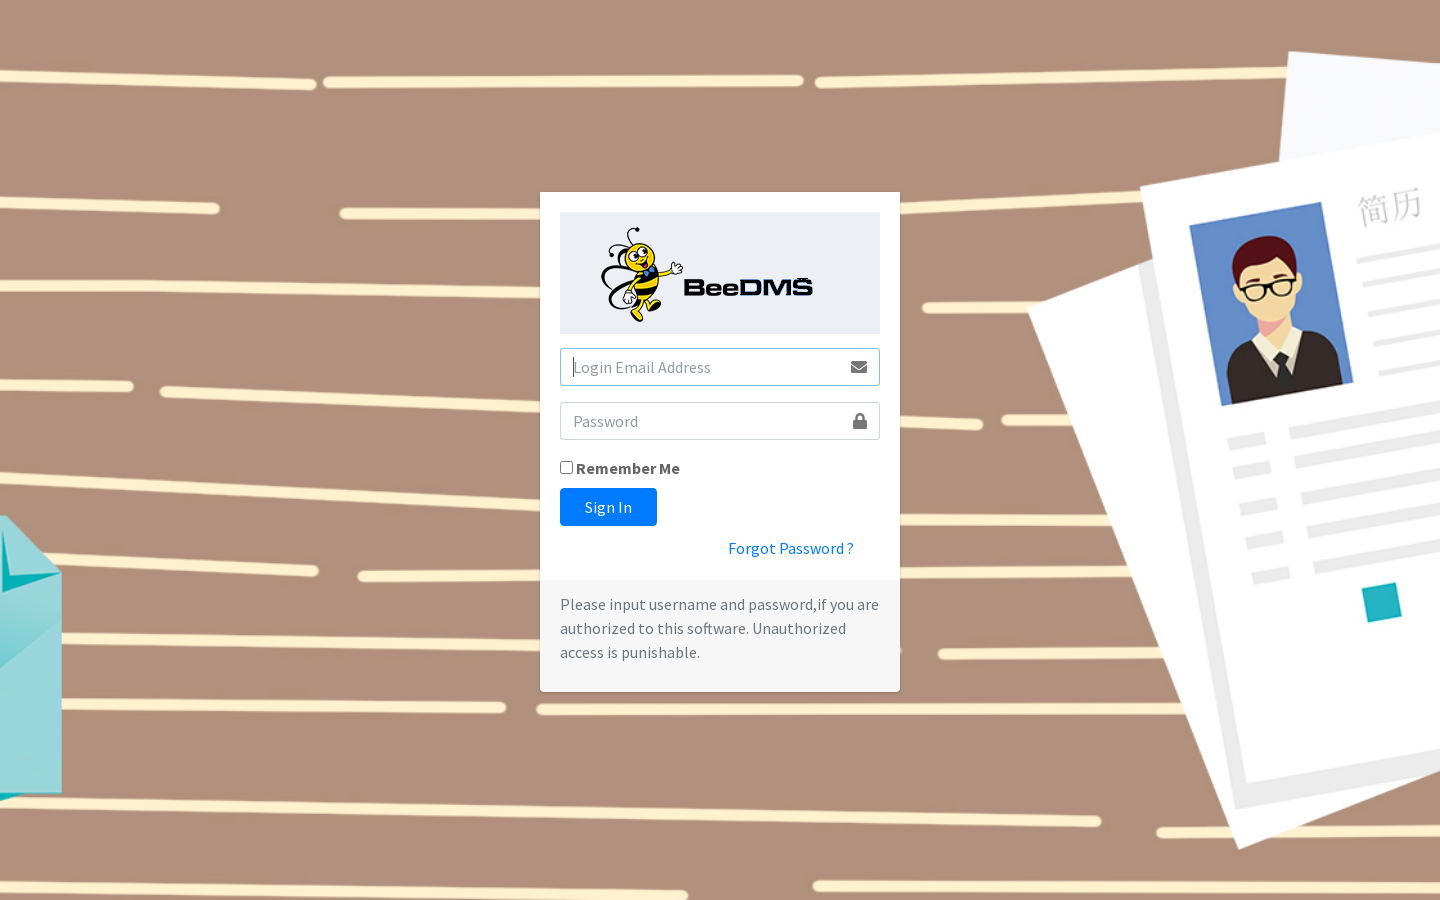 简历
BeeDMS
Login Email Address
Password
Remember Me
Sign In
Forgot Password ?
Please input username and password,if you are
authorized to this software. Unauthorized
access is punishable.